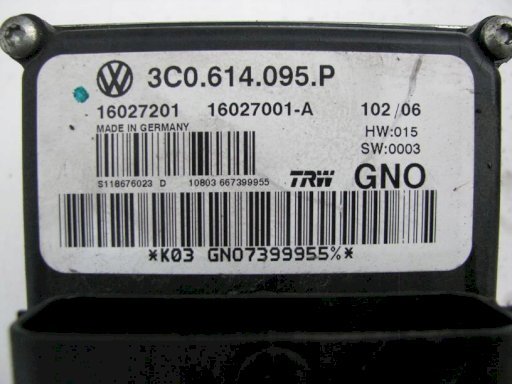 3C0.614.095.P
16027201 16027001-A 102/06
MADE IN GERMANY HW:015
SW:0003
S118676023 D 10803 667399955 TRW GNO
*K03 GNO7399955%*